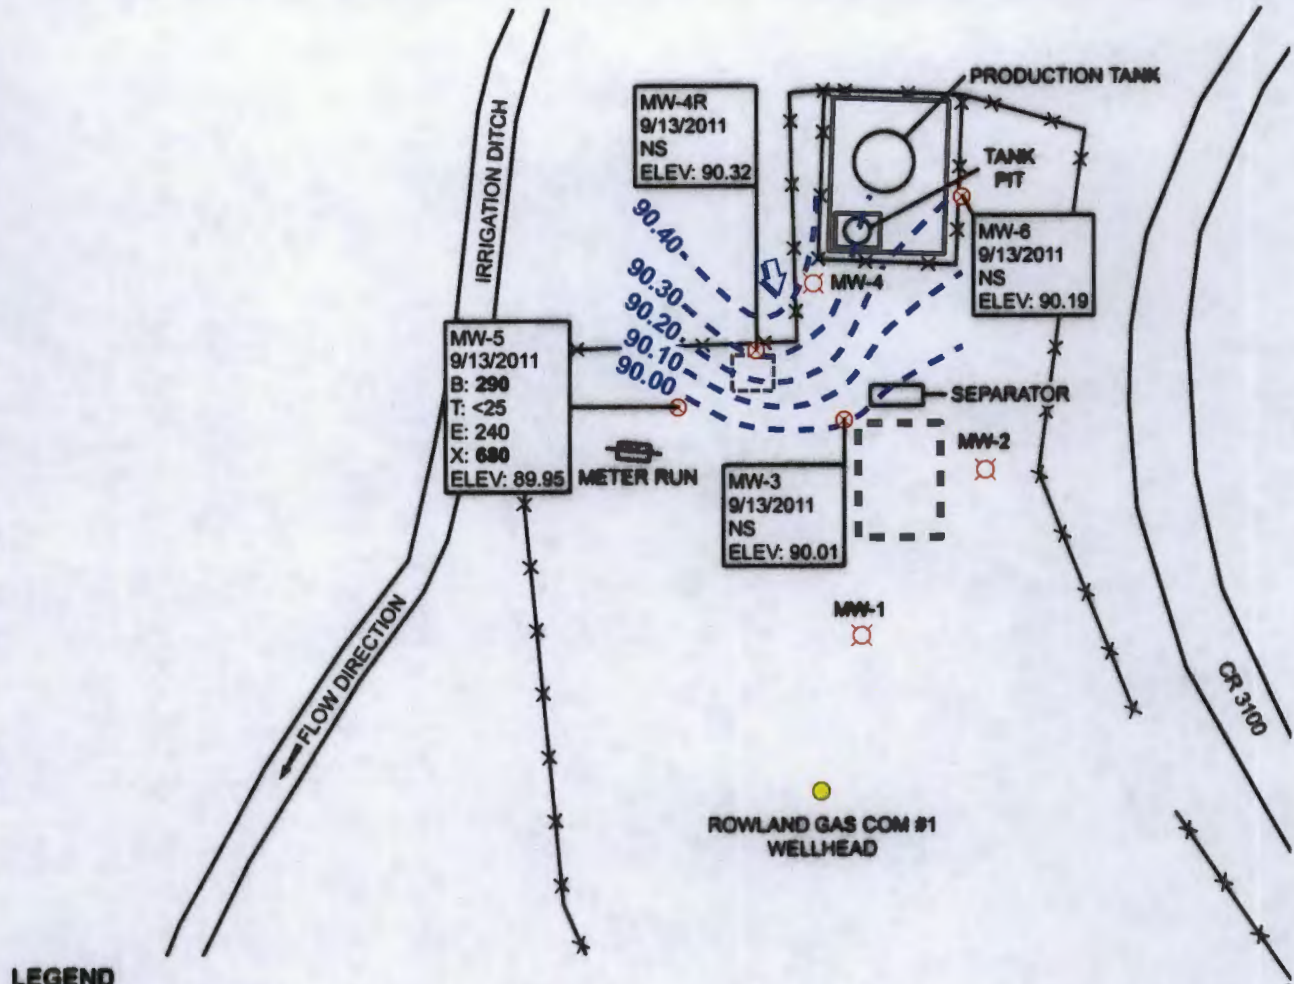 PRODUCTION TANK
MW-4R
9/13/2011
NS
ELEV: 90.32
IRRIGATION DITCH
TANK
PIT
90.40
MW-6
9/13/2011
NS
ELEV: 90.19
MW-4
90.30
90.20
90.10
90.00
MW-5
9/13/2011
B: 290
T: <25
E: 240
X: 680
ELEV: 89.95
SEPARATOR
MW-2
METER RUN
MW-3
9/13/2011
NS
ELEV: 90.01
MW-1
FLOW DIRECTION
CR 3100
ROWLAND GAS COM #1
WELLHEAD
LEGEND